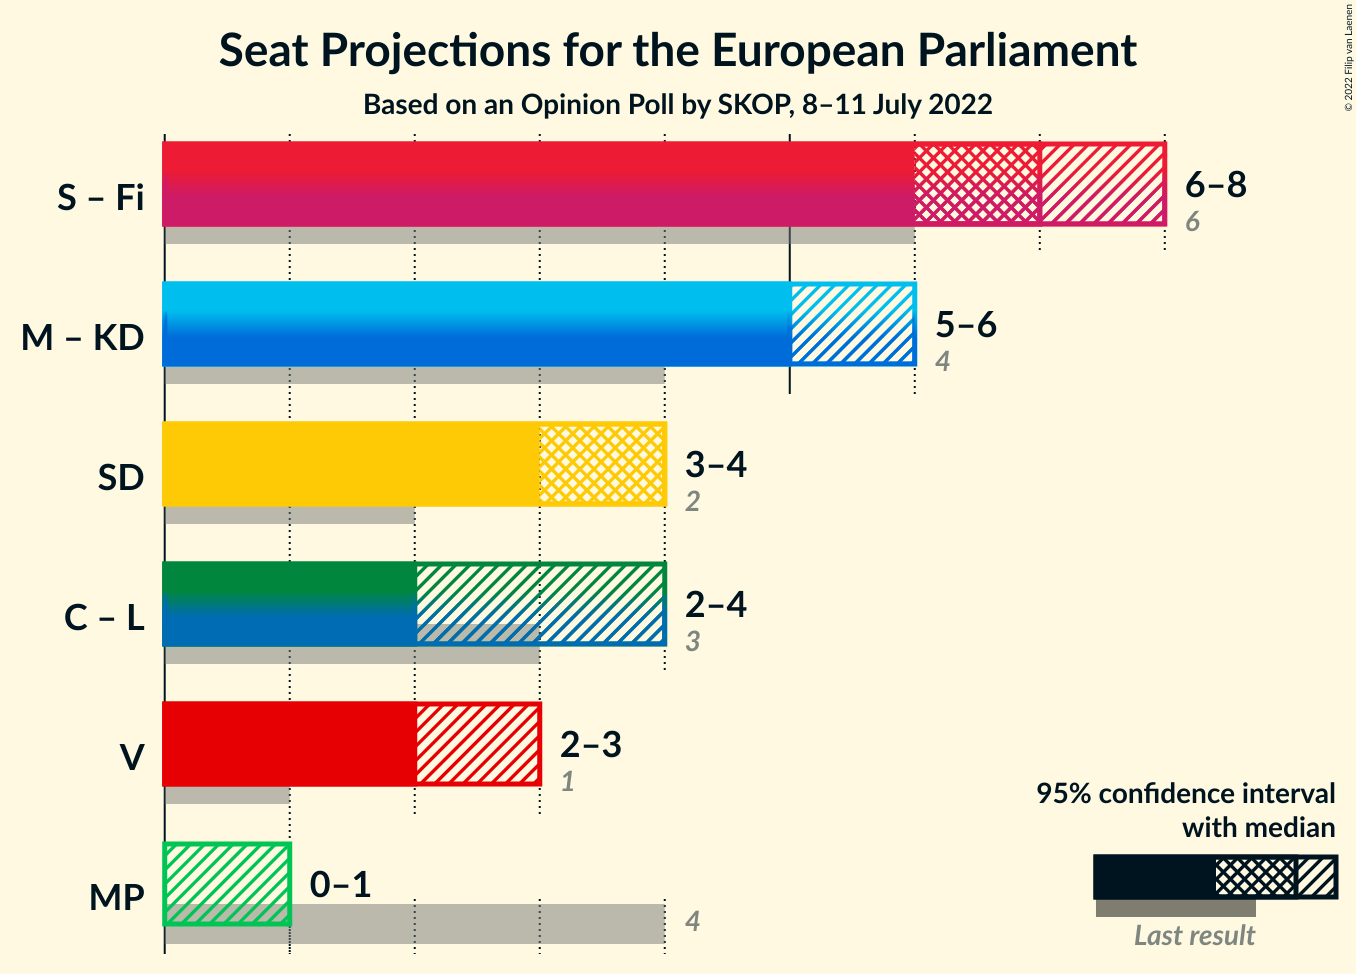 Seat Projections for the European Parliament
Based on an Opinion Poll by SKOP, 8–11 July 2022
© 2022 Filip van Laenen
S – Fi
6–8
6
M – KD
5–6
4
SD
3–4
2
C – L
2–4
3
V
2–3
1
MP
0–1
4
95% confidence interval
with median
Last result